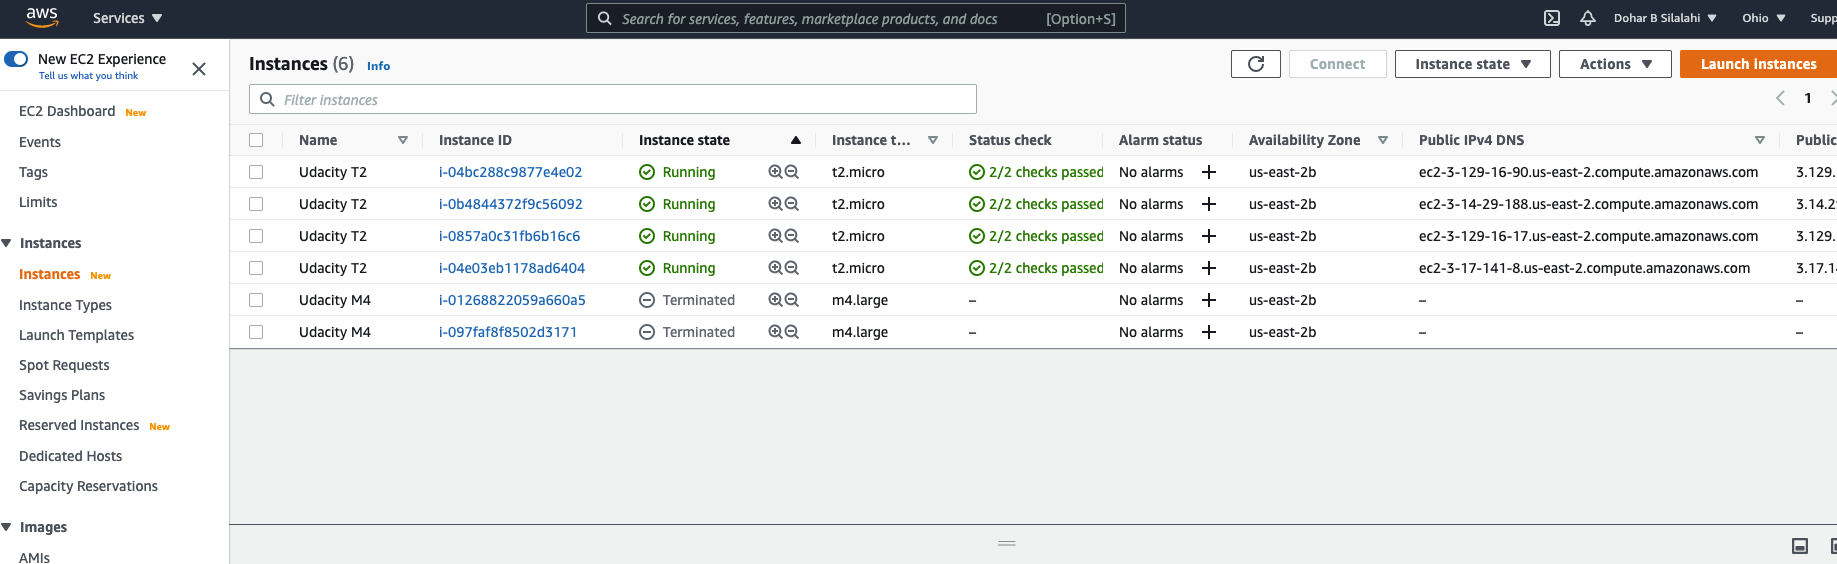 aws Services Search for services, features, marketplace products, and docs [Option+S] Dohar B Silalahi Ohio Supp
New EC2 Experience
Tell us what you think
EC2 Dashboard New
Events
Tags
Limits
Instances
Instances New
Instance Types
Launch Templates
Spot Requests
Savings Plans
Reserved Instances New
Dedicated Hosts
Capacity Reservations
Images
AMIs
Instances (6) Info Connect Instance state Actions Launch instances
Filter instances 1
Name Instance ID Instance state Instance t... Status check Alarm status Availability Zone Public IPv4 DNS Public
Udacity T2 i-04bc288c9877e4e02 Running t2.micro 2/2 checks passed No alarms + us-east-2b ec2-3-129-16-90.us-east-2.compute.amazonaws.com 3.129.
Udacity T2 i-0b4844372f9c56092 Running t2.micro 2/2 checks passed No alarms + us-east-2b ec2-3-14-29-188.us-east-2.compute.amazonaws.com 3.14.2
Udacity T2 i-0857a0c31fb6b16c6 Running t2.micro 2/2 checks passed No alarms + us-east-2b ec2-3-129-16-17.us-east-2.compute.amazonaws.com 3.129.
Udacity T2 i-04e03eb1178ad6404 Running t2.micro 2/2 checks passed No alarms + us-east-2b ec2-3-17-141-8.us-east-2.compute.amazonaws.com 3.17.1
Udacity M4 i-01268822059a660a5 Terminated m4.large – No alarms + us-east-2b – –
Udacity M4 i-097faf8f8502d3171 Terminated m4.large – No alarms + us-east-2b – –